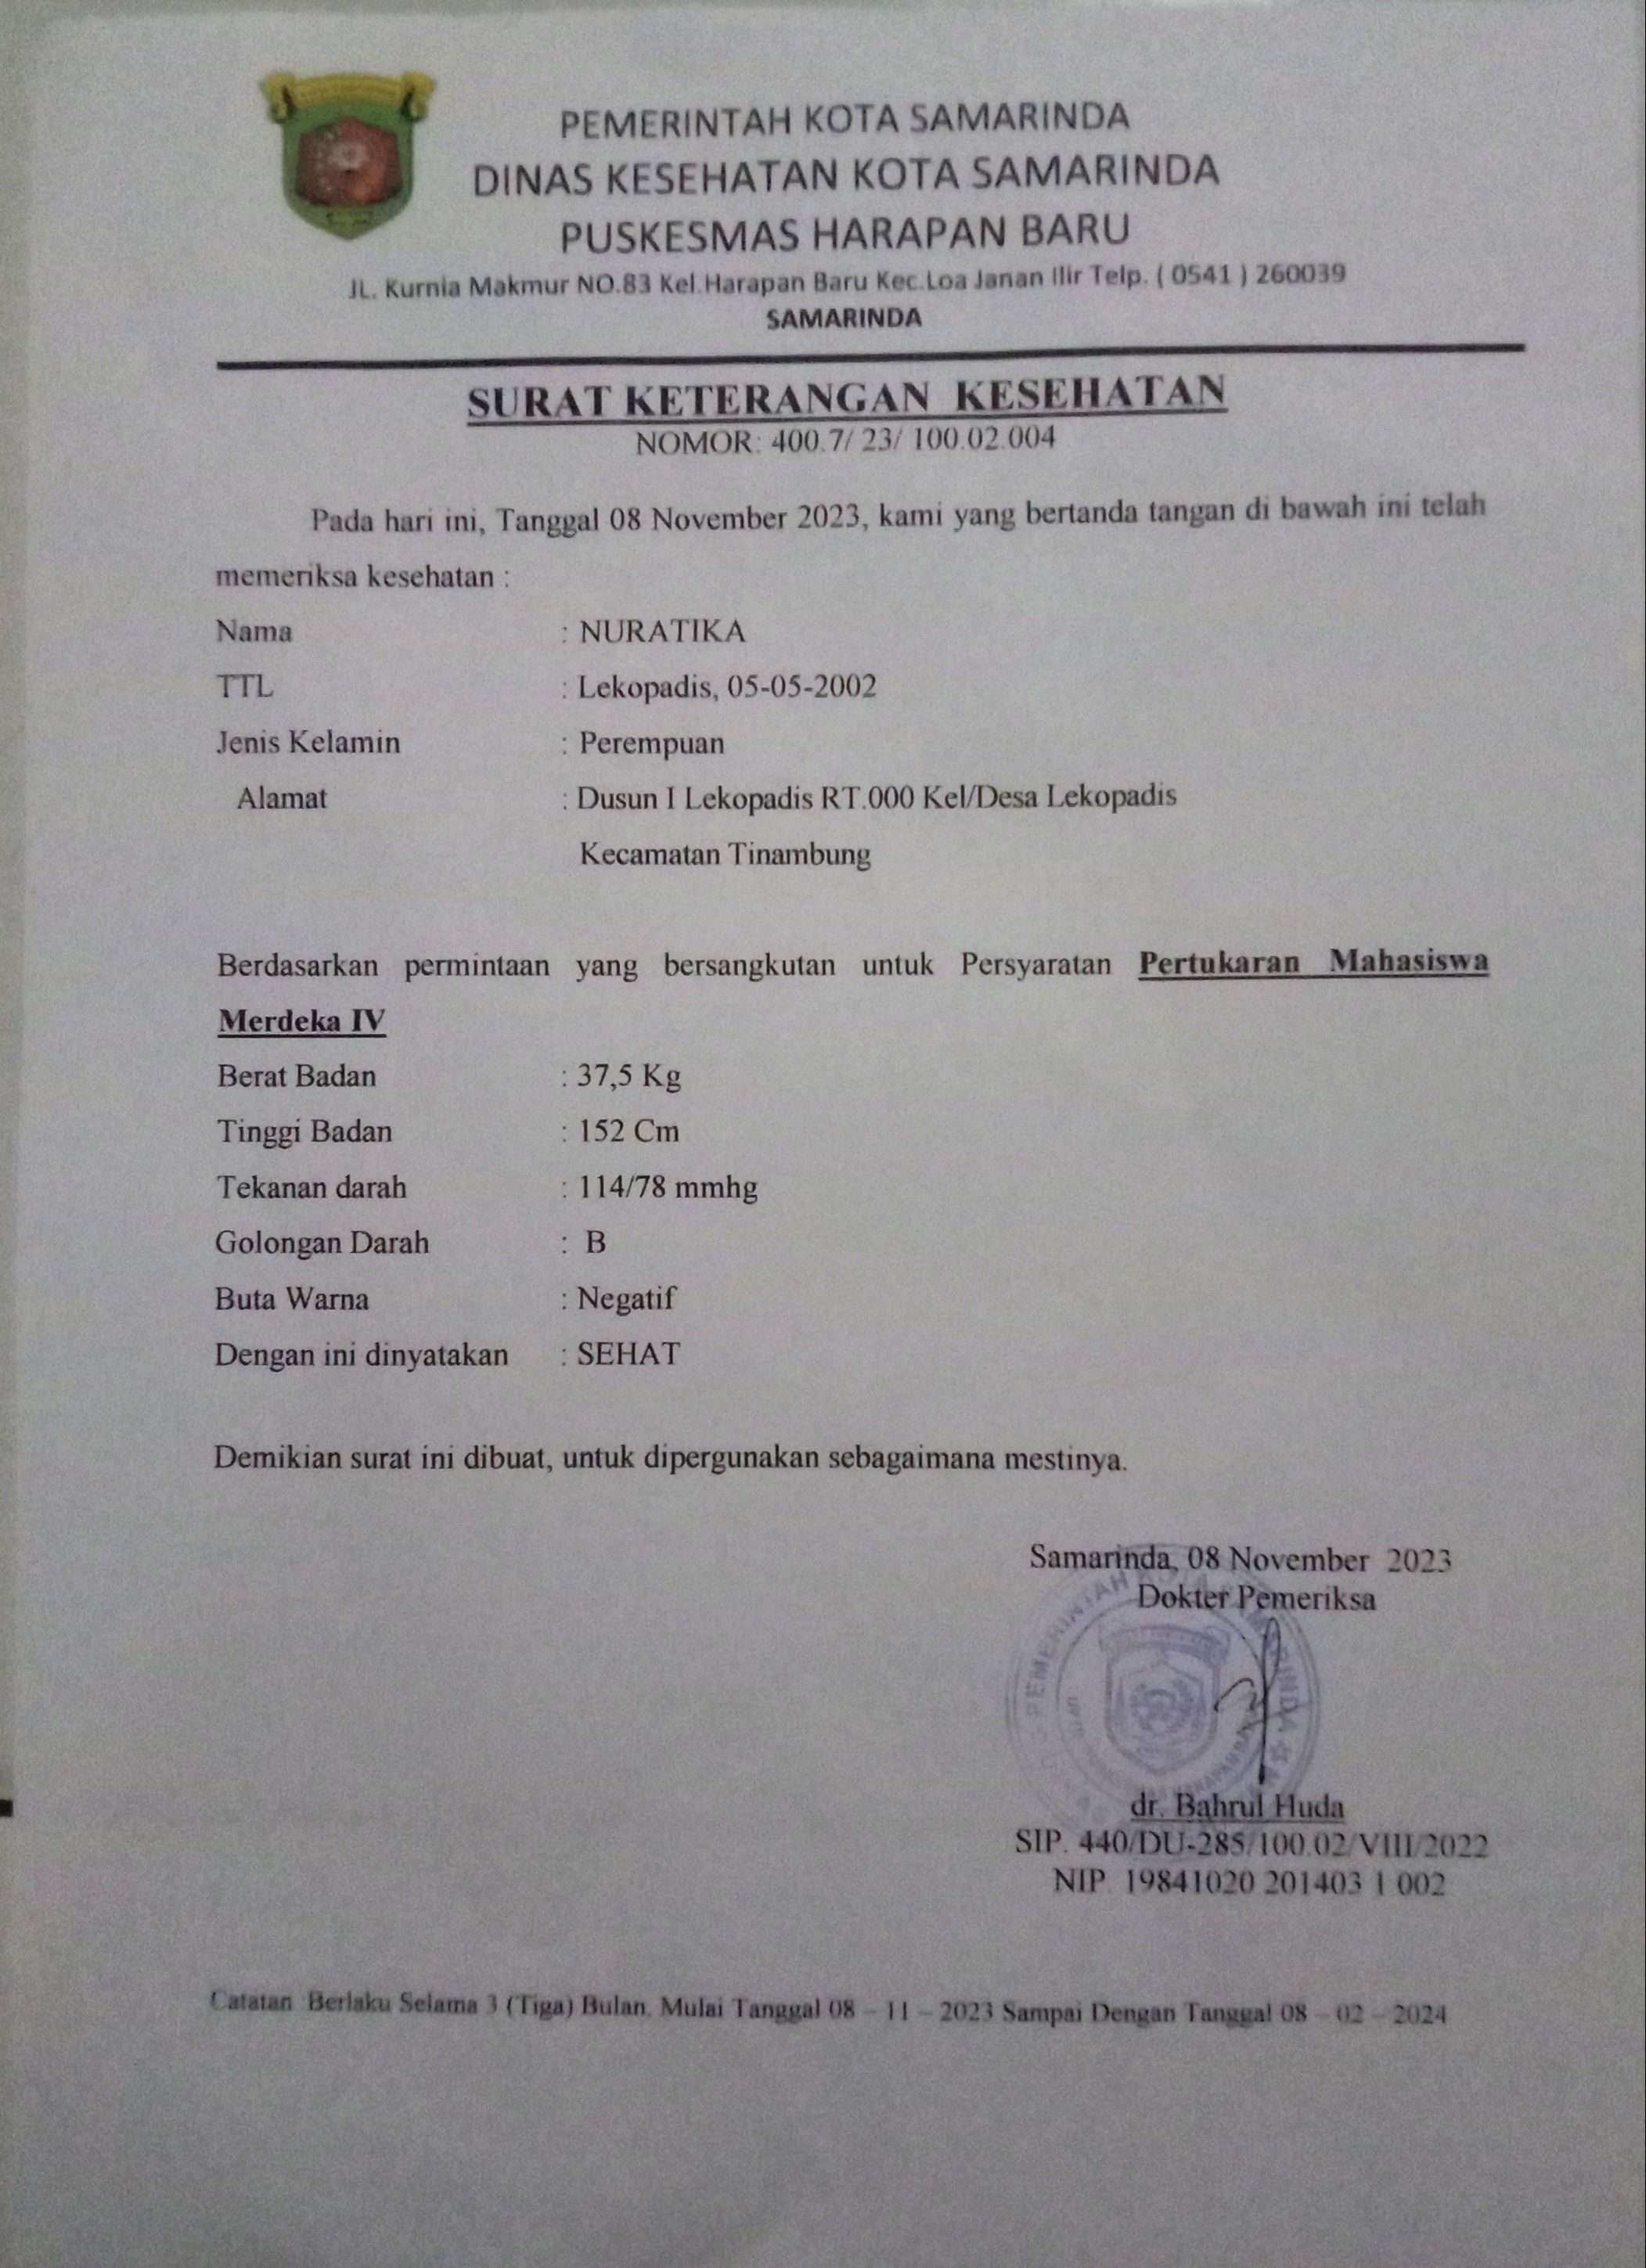 PEMERINTAH KOTA SAMARINDA
DINAS KESEHATAN KOTA SAMARINDA
PUSKESMAS HARAPAN BARU
JL. Kurnia Makmur NO.83 Kel.Harapan Baru Kec.Loa Janan Ilir Telp. ( 0541 ) 260039
SAMARINDA
SURAT KETERANGAN KESEHATAN
NOMOR: 400.7/ 23/ 100.02.004
Pada hari ini, Tanggal 08 November 2023, kami yang bertanda tangan di bawah ini telah
memeriksa kesehatan :
Nama : NURATIKA
TTL : Lekopadis, 05-05-2002
Jenis Kelamin : Perempuan
Alamat : Dusun I Lekopadis RT.000 Kel/Desa Lekopadis
Kecamatan Tinambung
Berdasarkan permintaan yang bersangkutan untuk Persyaratan Pertukaran Mahasiswa
Merdeka IV
Berat Badan : 37,5 Kg
Tinggi Badan : 152 Cm
Tekanan darah : 114/78 mmhg
Golongan Darah : B
Buta Warna : Negatif
Dengan ini dinyatakan : SEHAT
Demikian surat ini dibuat, untuk dipergunakan sebagaimana mestinya.
Samarinda, 08 November 2023
Dokter Pemeriksa
PEMERINTAH
dr. Bahrul Huda
SIP. 440/DU-285/100.02/VIII/2022
NIP. 19841020 201403 1 002
Catatan Berlaku Selama 3 (Tiga) Bulan, Mulai Tanggal 08 – 11 – 2023 Sampai Dengan Tanggal 08 – 02 – 2024